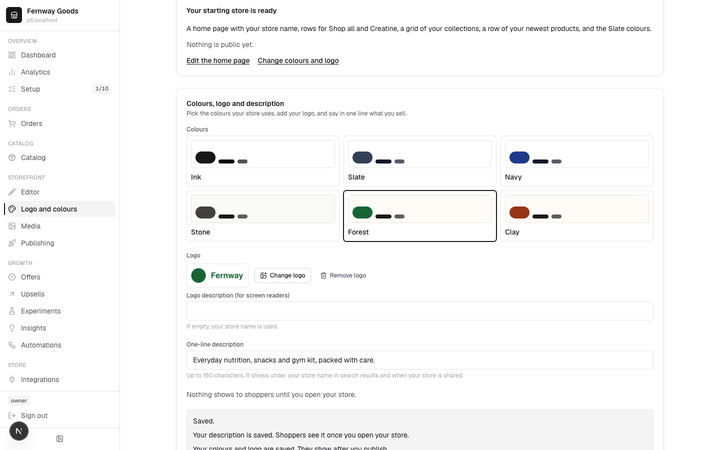 Fernway Goods
p6.localhost
OVERVIEW
Dashboard
Analytics
Setup 1/10
ORDERS
Orders
CATALOG
Catalog
STOREFRONT
Editor
Logo and colours
Media
Publishing
GROWTH
Offers
Upsells
Experiments
Insights
Automations
STORE
Integrations
owner
Sign out
N
Your starting store is ready
A home page with your store name, rows for Shop all and Creatine, a grid of your collections, a row of your newest products, and the Slate colours.
Nothing is public yet.
Edit the home page Change colours and logo
Colours, logo and description
Pick the colours your store uses, add your logo, and say in one line what you sell.
Colours
Ink Slate Navy
Stone Forest Clay
Logo
Fernway Change logo Remove logo
Logo description (for screen readers)
If empty, your store name is used.
One-line description
Everyday nutrition, snacks and gym kit, packed with care.
Up to 160 characters. It shows under your store name in search results and when your store is shared.
Nothing shows to shoppers until you open your store.
Saved.
Your description is saved. Shoppers see it once you open your store.
Your colours and logo are saved. They show after you publish.